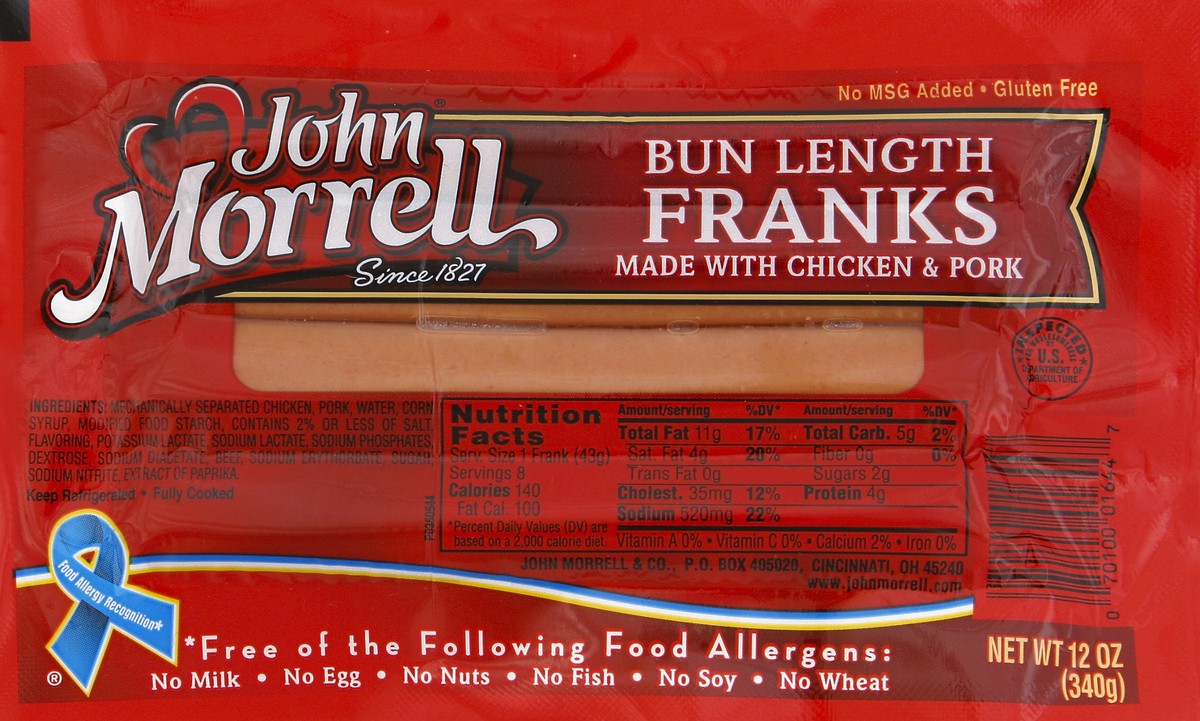 No MSG Added • Gluten Free
John
Morrell®
Since 1827
BUN LENGTH
FRANKS
MADE WITH CHICKEN & PORK
INSPECTED
FOR WHOLESOMENESS
BY
U.S.
DEPARTMENT OF
AGRICULTURE
INGREDIENTS: MECHANICALLY SEPARATED CHICKEN, PORK, WATER, CORN
SYRUP, MODIFIED FOOD STARCH, CONTAINS 2% OR LESS OF SALT,
FLAVORING, POTASSIUM LACTATE, SODIUM LACTATE, SODIUM PHOSPHATES,
DEXTROSE, SODIUM DIACETATE, BEEF, SODIUM ERYTHORBATE, SUGAR,
SODIUM NITRITE, EXTRACT OF PAPRIKA.
Keep Refrigerated • Fully Cooked
Nutrition
Facts
Serv. Size 1 Frank (43g)
Servings 8
Calories 140
Fat Cal. 100
*Percent Daily Values (DV) are
based on a 2,000 calorie diet.
Amount/serving %DV* Amount/serving %DV*
Total Fat 11g 17% Total Carb. 5g 2%
Sat. Fat 4g 20% Fiber 0g 0%
Trans Fat 0g Sugars 2g
Cholest. 35mg 12% Protein 4g
Sodium 520mg 22%
Vitamin A 0% • Vitamin C 0% • Calcium 2% • Iron 0%
JOHN MORRELL & CO., P.O. BOX 405020, CINCINNATI, OH 45240
www.johnmorrell.com
0 70100 01644 7
Food Allergy Recognition*
®
*Free of the Following Food Allergens:
No Milk • No Egg • No Nuts • No Fish • No Soy • No Wheat
NET WT 12 OZ
(340g)